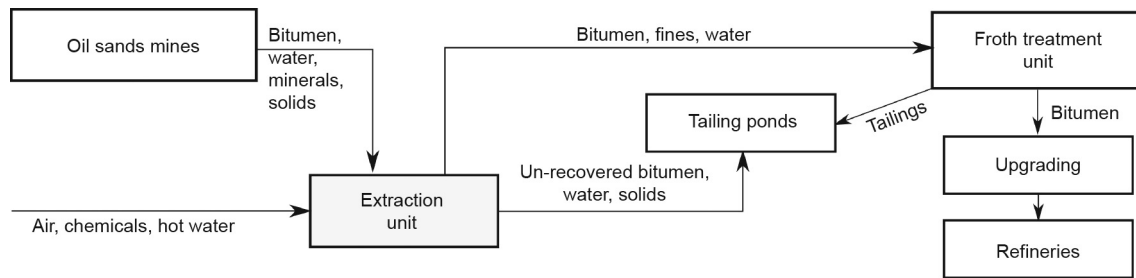 Oil sands mines
Bitumen,
water,
minerals,
solids
Bitumen, fines, water
Froth treatment
unit
Tailing ponds
Tailings
Bitumen
Un-recovered bitumen,
water, solids
Upgrading
Extraction
unit
Air, chemicals, hot water
Refineries